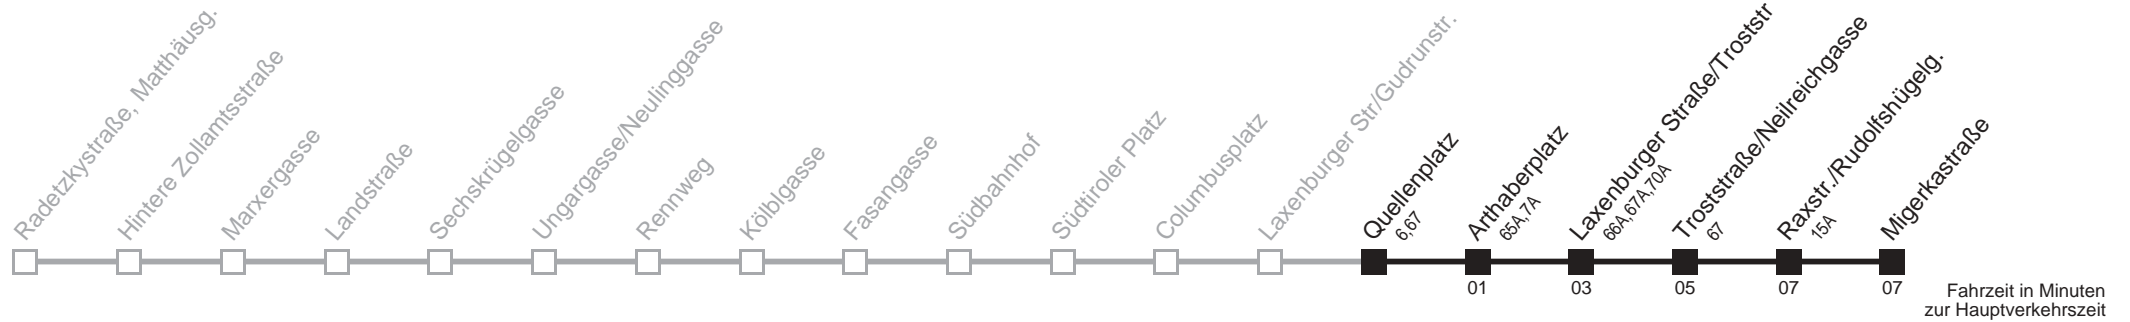 Radetzkystraße, Matthäusg.
Hintere Zollamtsstraße
Marxergasse
Landstraße
Sechskrügelgasse
Ungargasse/Neulinggasse
Rennweg
Kölblgasse
Fasangasse
Südbahnhof
Südtiroler Platz
Columbusplatz
Laxenburger Str/Gudrunstr.
Quellenplatz
6,67
Arthaberplatz
65A,7A
Laxenburger Straße/Troststr
66A,67A,70A
Troststraße/Neilreichgasse
67
Raxstr./Rudolfshügelg.
15A
Migerkastraße
01
03
05
07
07
Fahrzeit in Minuten
zur Hauptverkehrszeit